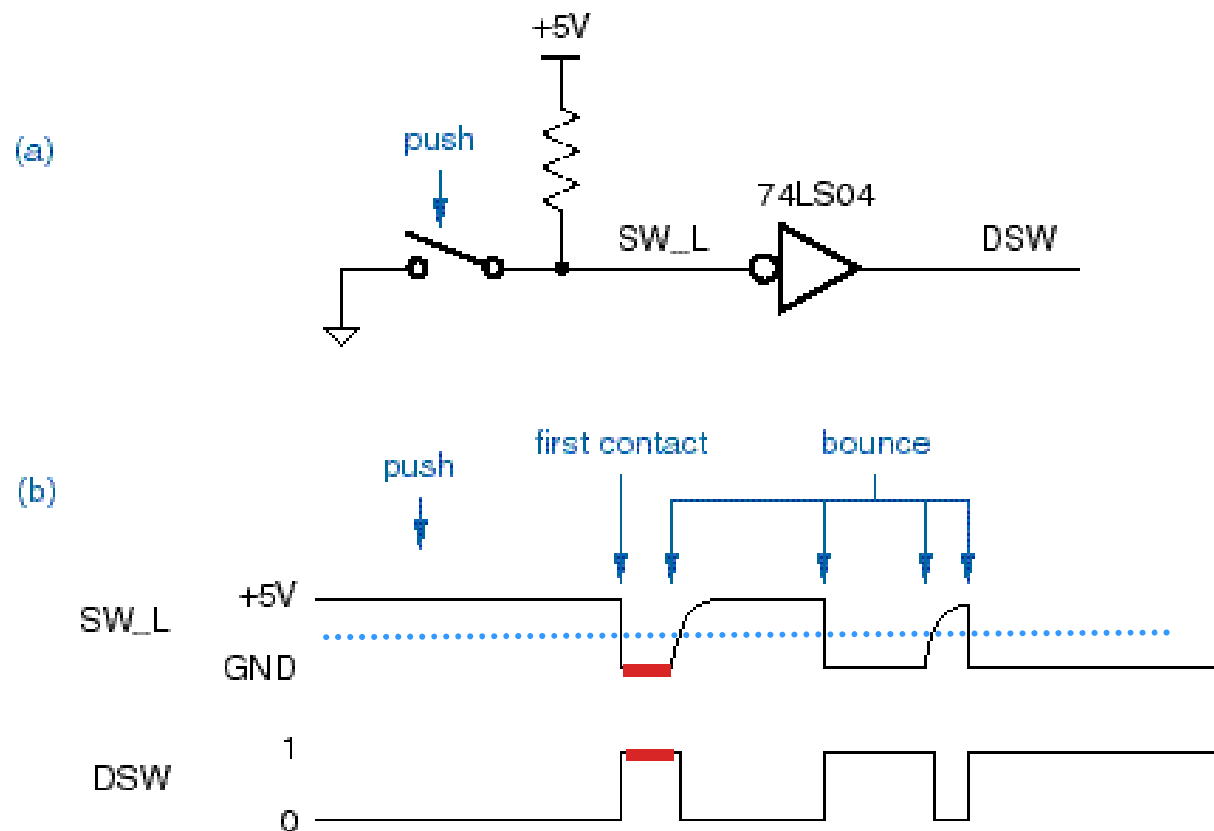 +5V
(a)
push
74LS04
SW_L
DSW
first contact
bounce
push
(b)
+5V
SW_L
GND
1
DSW
0